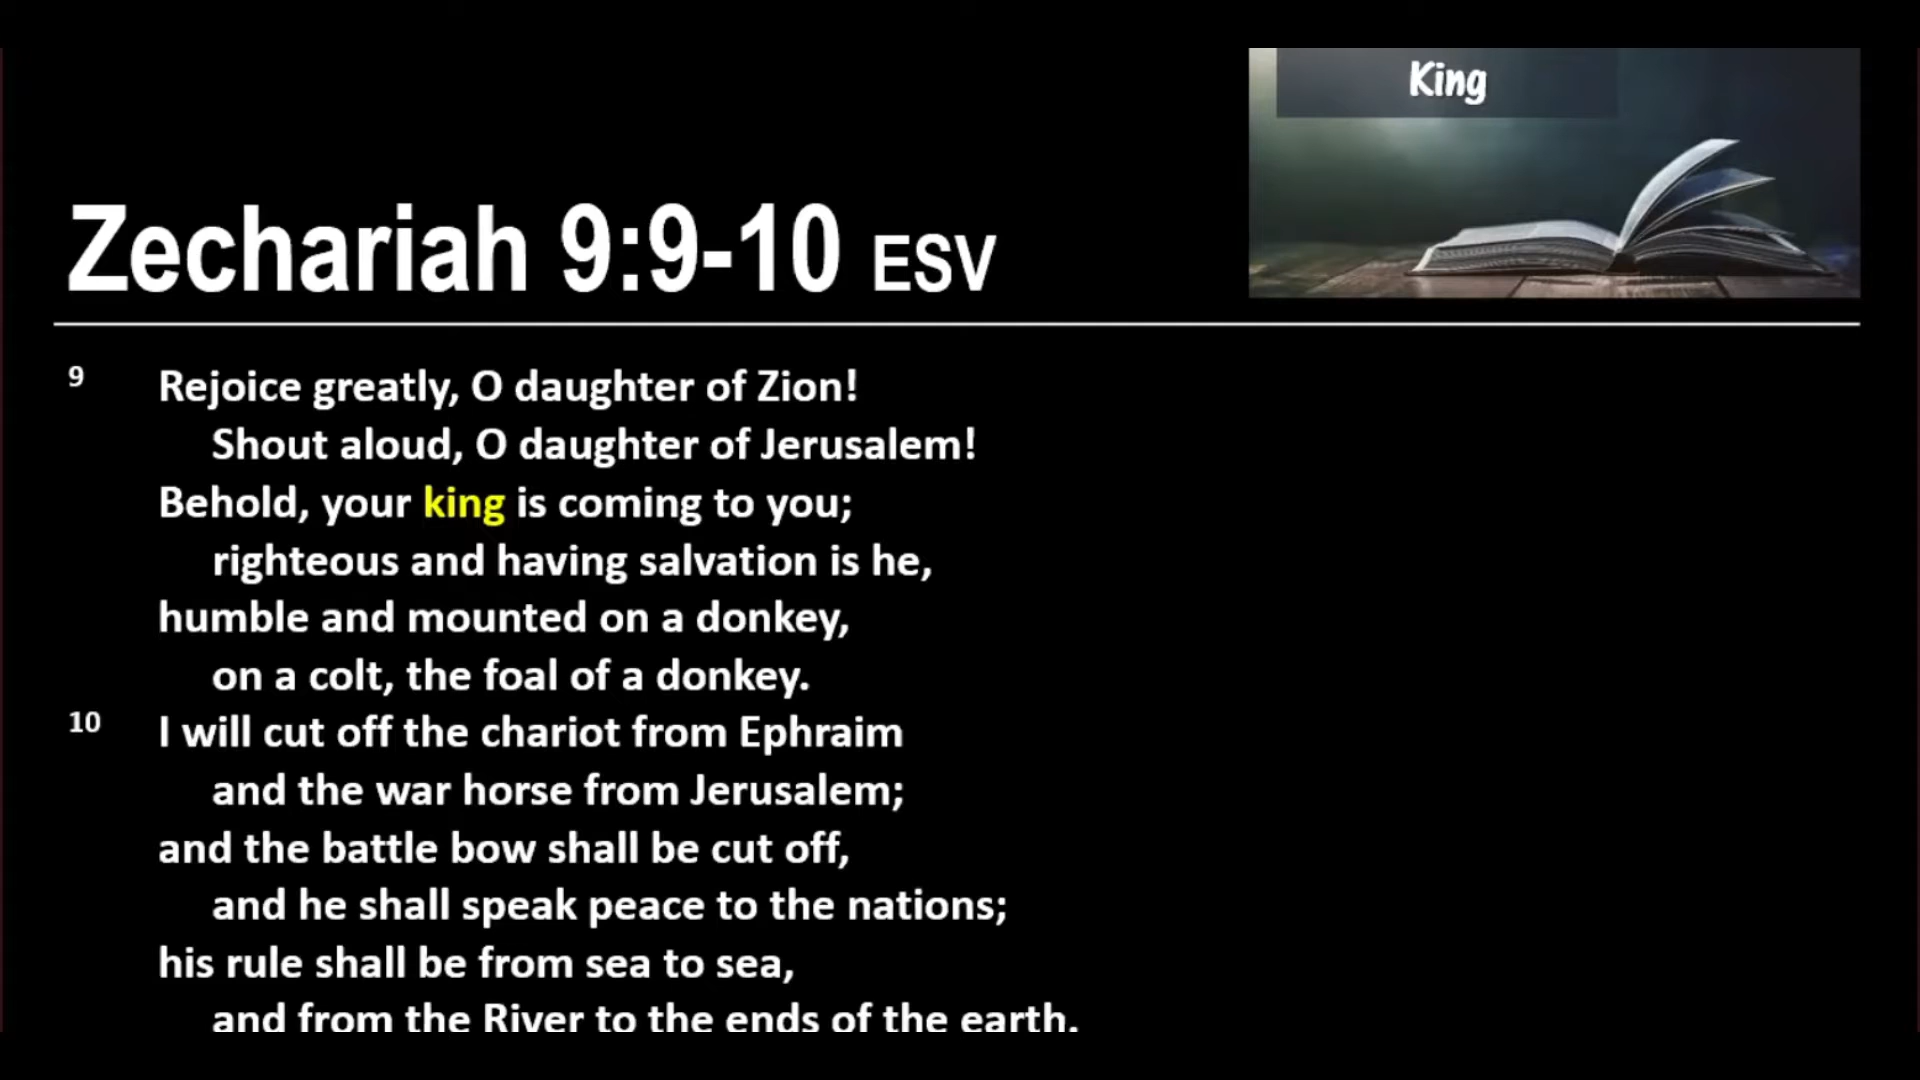 King
Zechariah 9:9-10 ESV
9 Rejoice greatly, O daughter of Zion!
Shout aloud, O daughter of Jerusalem!
Behold, your king is coming to you;
righteous and having salvation is he,
humble and mounted on a donkey,
on a colt, the foal of a donkey.
10 I will cut off the chariot from Ephraim
and the war horse from Jerusalem;
and the battle bow shall be cut off,
and he shall speak peace to the nations;
his rule shall be from sea to sea,
and from the River to the ends of the earth.